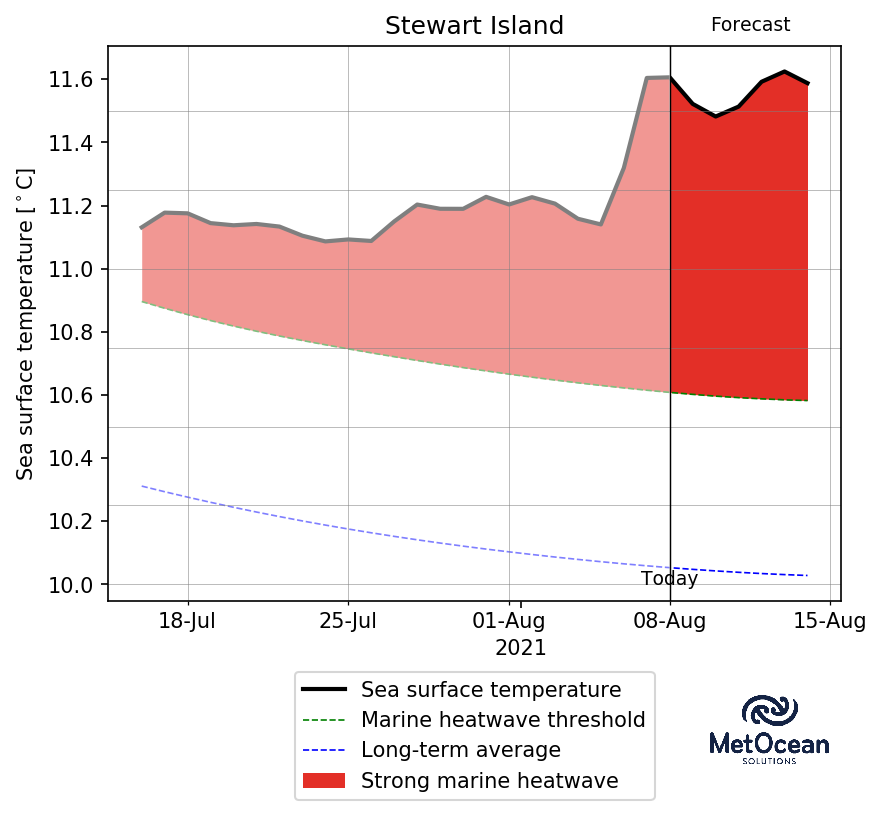 Stewart Island
Forecast
Sea surface temperature [°C]
11.6
11.4
11.2
11.0
10.8
10.6
10.4
10.2
10.0
Today
18-Jul
25-Jul
01-Aug
08-Aug
15-Aug
2021
Sea surface temperature
Marine heatwave threshold
Long-term average
Strong marine heatwave
MetOcean
SOLUTIONS